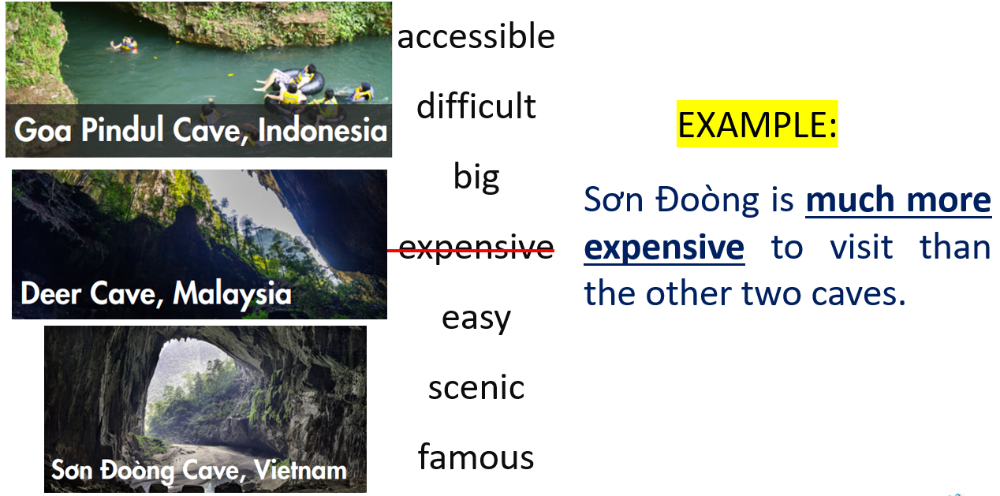 Goa Pindul Cave, Indonesia
Deer Cave, Malaysia
Sơn Đoòng Cave, Vietnam
accessible
difficult
big
expensive
easy
scenic
famous
EXAMPLE:
Sơn Đoòng is much more
expensive to visit than
the other two caves.